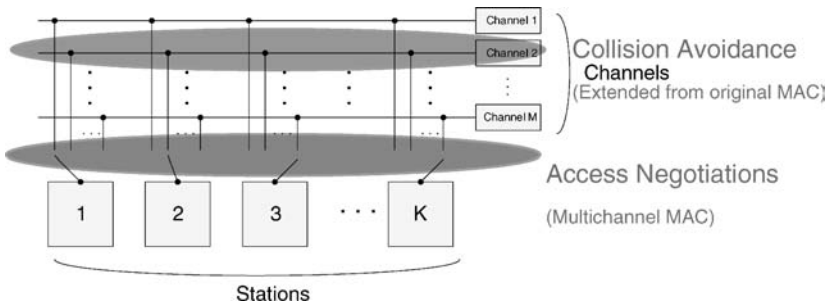 Channel 1
Channel 2
Channel M
Collision Avoidance
Channels
(Extended from original MAC)
Access Negotiations
(Multichannel MAC)
1
2
3
K
Stations